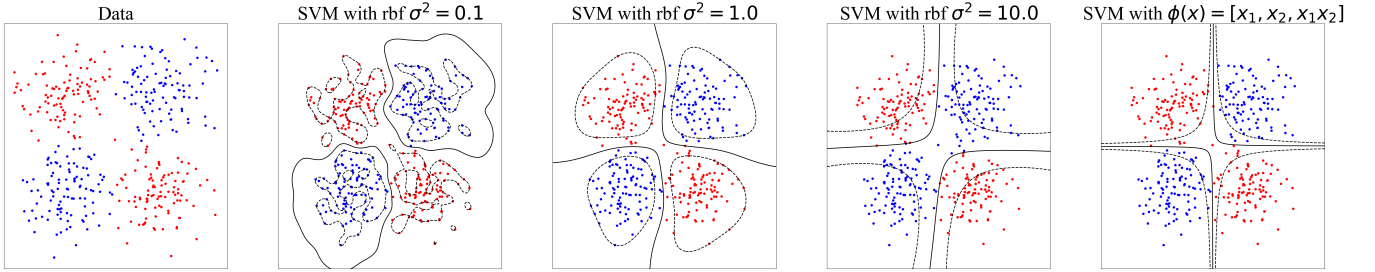 Data
SVM with rbf σ² = 0.1
SVM with rbf σ² = 1.0
SVM with rbf σ² = 10.0
SVM with ϕ(x) = [x₁, x₂, x₁x₂]